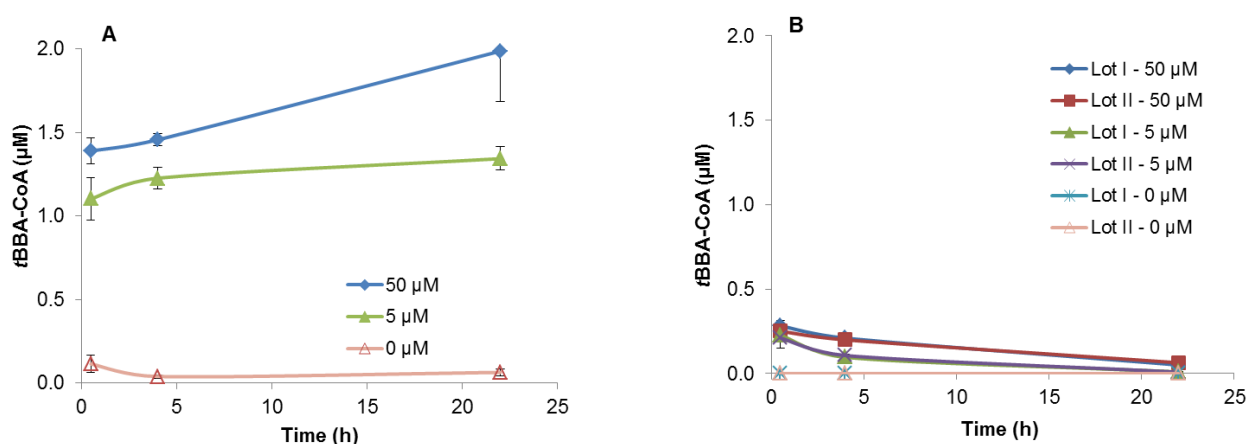 A
2.0
1.5
1.0
0.5
0.0
tBBA-CoA (µM)
50 µM
5 µM
0 µM
0 5 10 15 20 25
Time (h)
B
2.0
1.5
1.0
0.5
0.0
tBBA-CoA (µM)
Lot I - 50 µM
Lot II - 50 µM
Lot I - 5 µM
Lot II - 5 µM
Lot I - 0 µM
Lot II - 0 µM
0 5 10 15 20 25
Time (h)